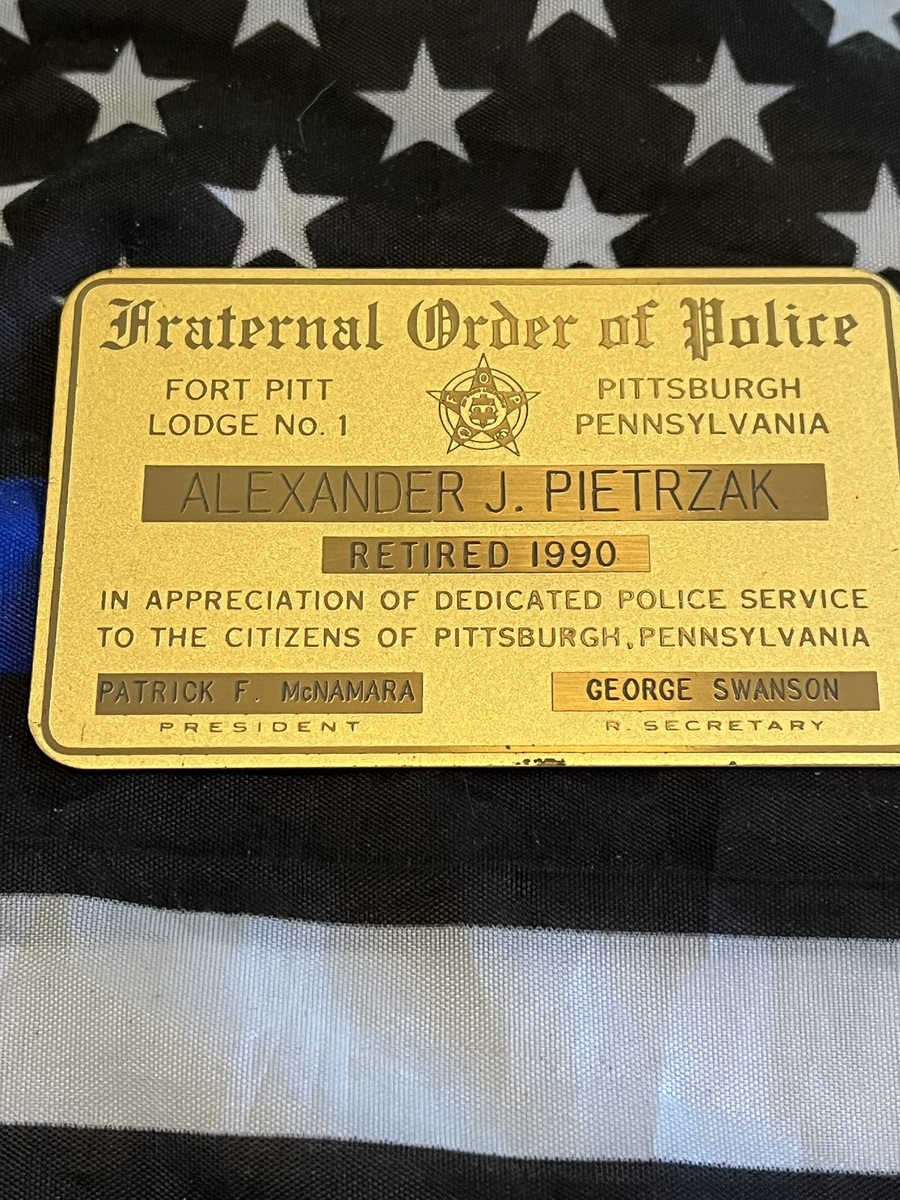 Fraternal Order of Police
FORT PITT
LODGE No. 1
F O P
PITTSBURGH
PENNSYLVANIA
ALEXANDER J. PIETRZAK
RETIRED 1990
IN APPRECIATION OF DEDICATED POLICE SERVICE
TO THE CITIZENS OF PITTSBURGH, PENNSYLVANIA
PATRICK F. McNAMARA
PRESIDENT
GEORGE SWANSON
R. SECRETARY